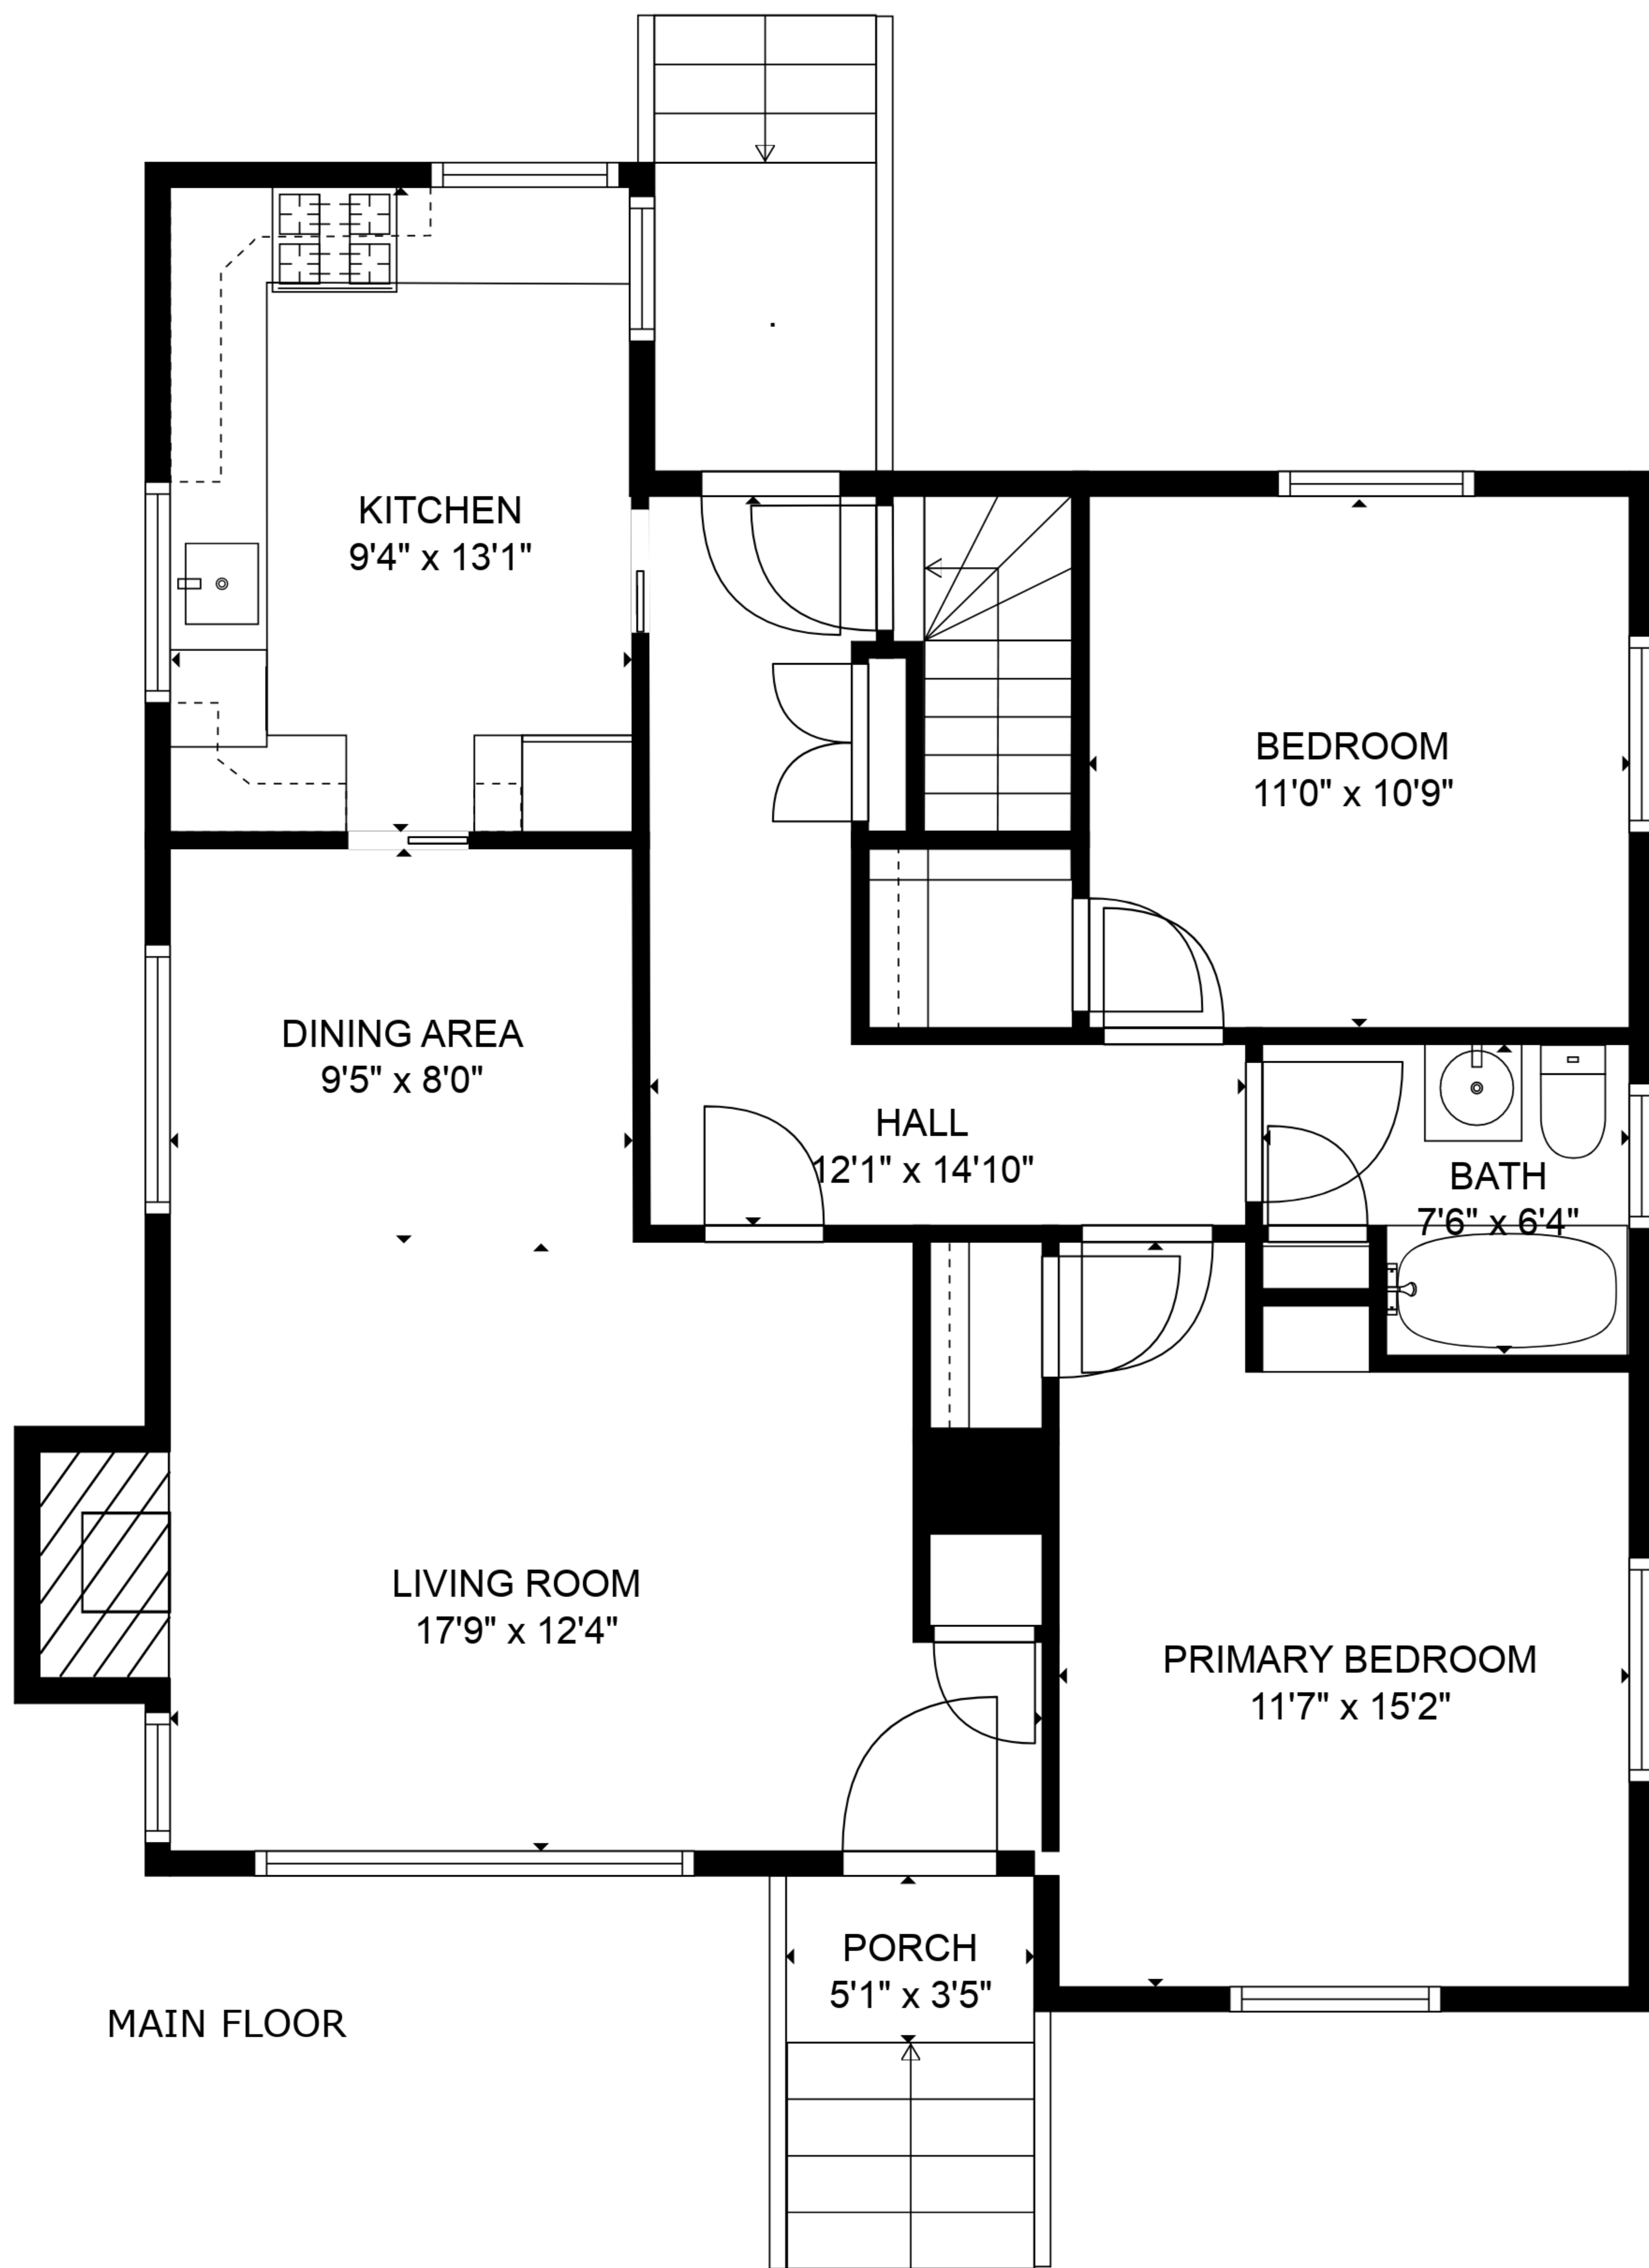 KITCHEN
9'4" x 13'1"
BEDROOM
11'0" x 10'9"
DINING AREA
9'5" x 8'0"
HALL
12'1" x 14'10"
BATH
7'6" x 6'4"
LIVING ROOM
17'9" x 12'4"
PRIMARY BEDROOM
11'7" x 15'2"
PORCH
5'1" x 3'5"
MAIN FLOOR